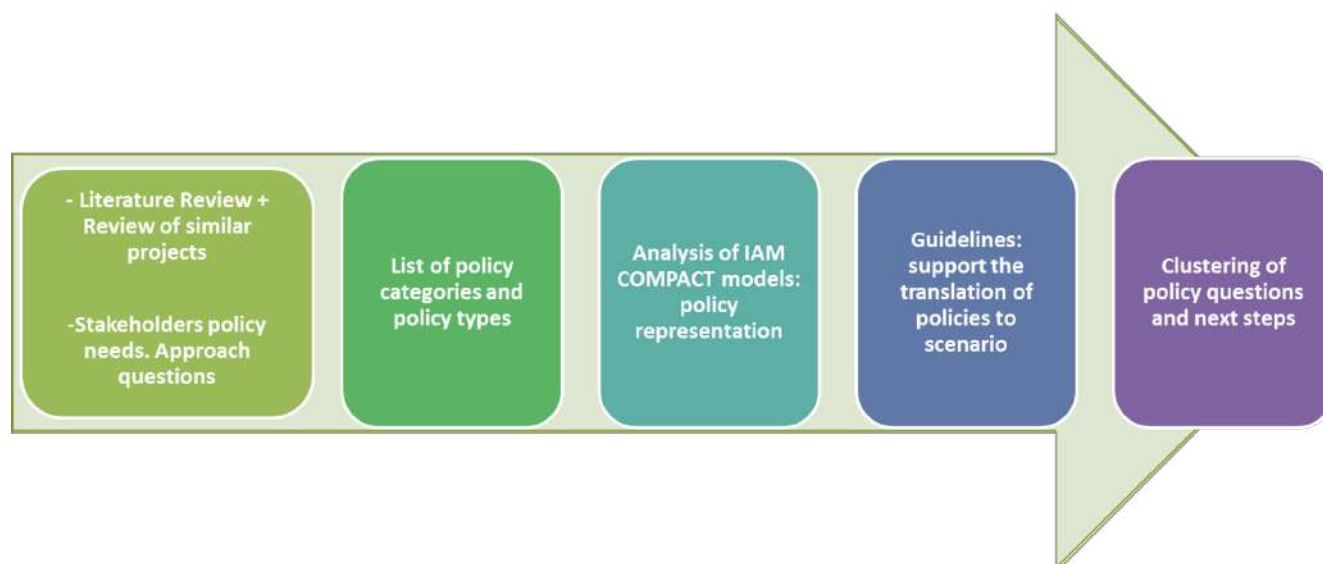 - Literature Review +
Review of similar
projects
-Stakeholders policy
needs. Approach
questions
List of policy
categories and
policy types
Analysis of IAM
COMPACT models:
policy
representation
Guidelines:
support the
translation of
policies to
scenario
Clustering of
policy questions
and next steps